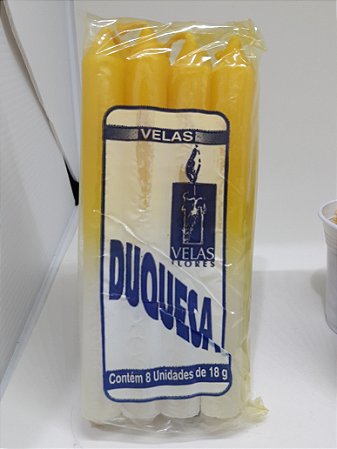 VELAS
VELAS
FLORES
DUQUESA
Contém 8 Unidades de 18 g